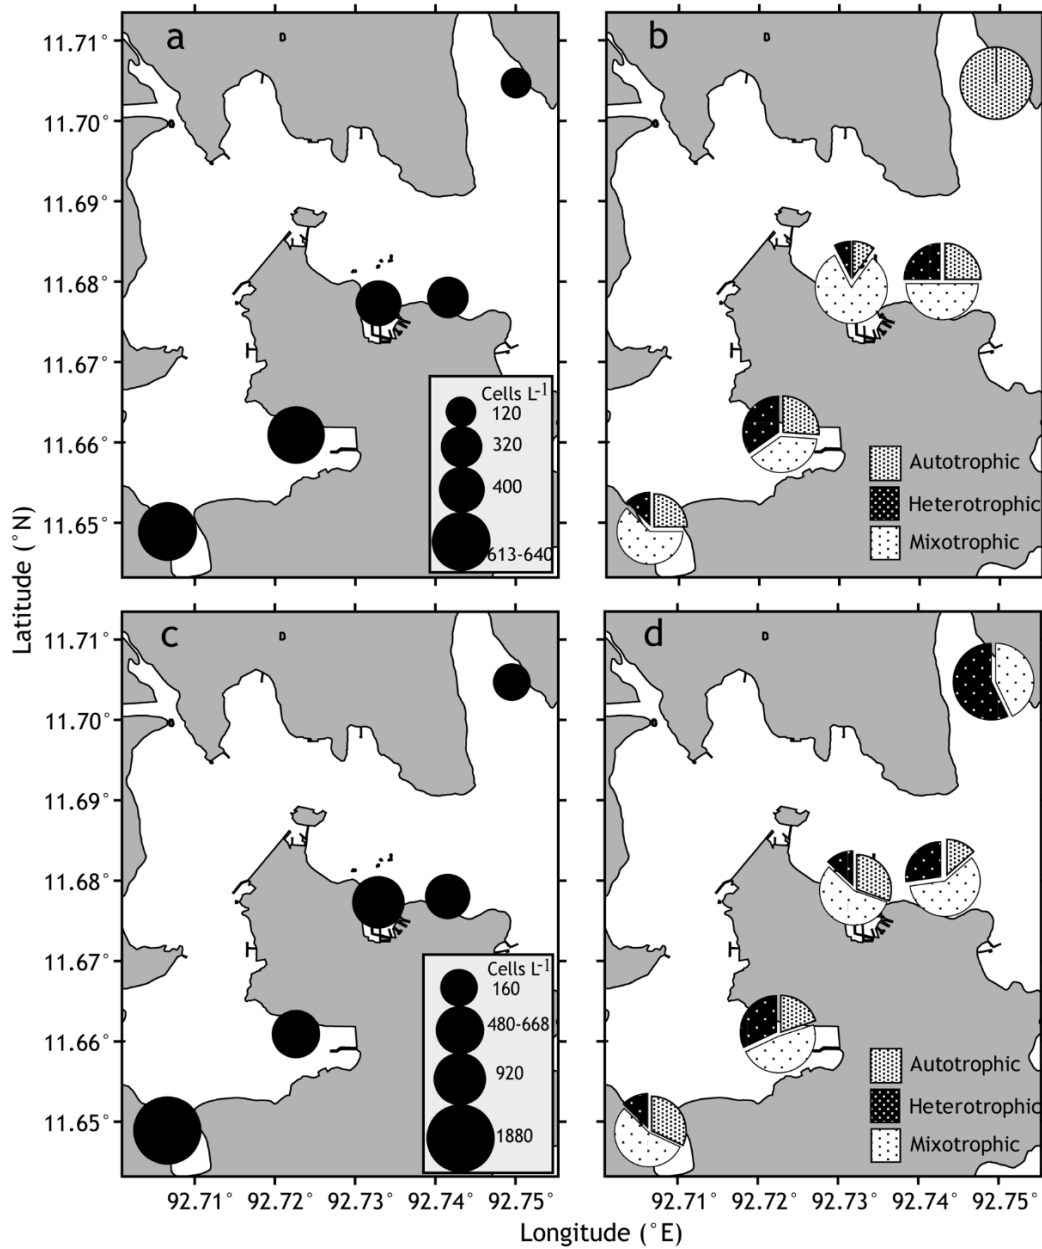 a
b
11.71°
11.70°
11.69°
11.68°
11.67°
11.66°
11.65°
Cells L-1
120
320
400
613-640
Autotrophic
Heterotrophic
Mixotrophic
c
d
11.71°
11.70°
11.69°
11.68°
11.67°
11.66°
11.65°
Cells L-1
160
480-668
920
1880
Autotrophic
Heterotrophic
Mixotrophic
92.71° 92.72° 92.73° 92.74° 92.75°
92.71° 92.72° 92.73° 92.74° 92.75°
Latitude (°N)
Longitude (°E)